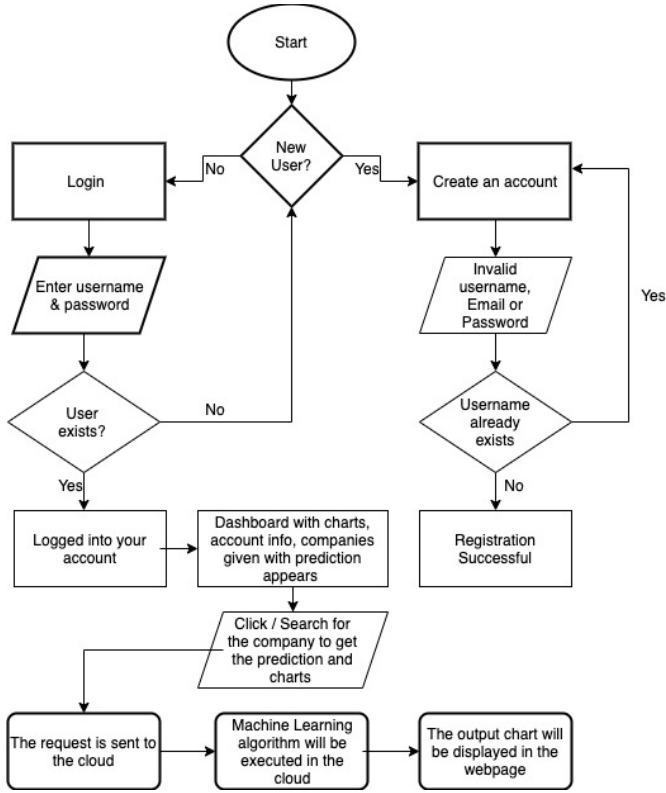 Start
New
User?
No
Yes
Login
Create an account
Enter username
& password
Invalid
username,
Email or
Password
Yes
User
exists?
No
Username
already
exists
Yes
No
Logged into your
account
Dashboard with charts,
account info, companies
given with prediction
appears
Registration
Successful
Click / Search for
the company to get
the prediction and
charts
The request is sent to
the cloud
Machine Learning
algorithm will be
executed in the
cloud
The output chart will
be displayed in the
webpage